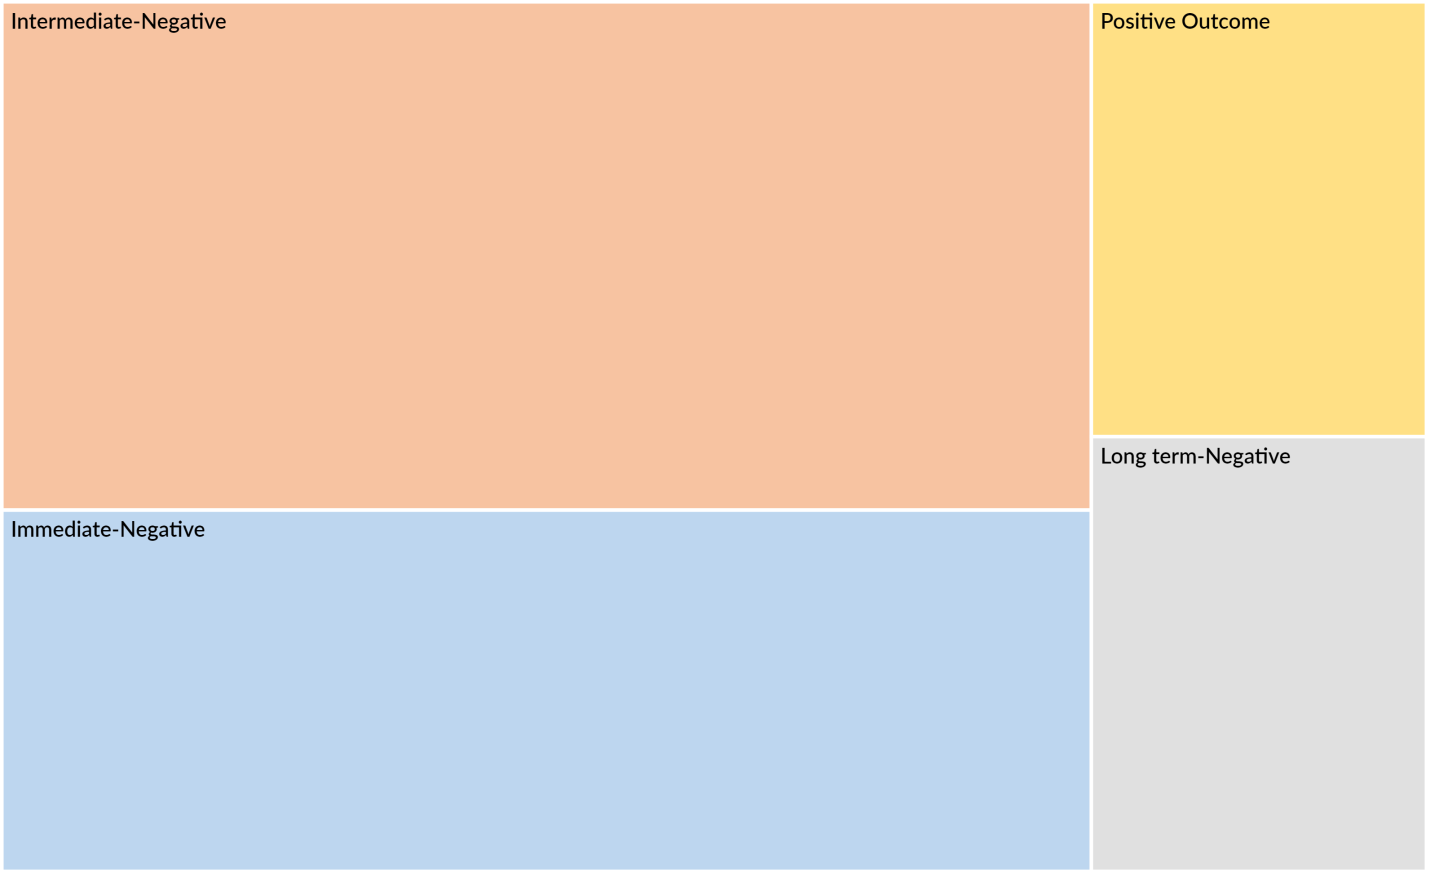 Intermediate-Negative
Positive Outcome
Long term-Negative
Immediate-Negative